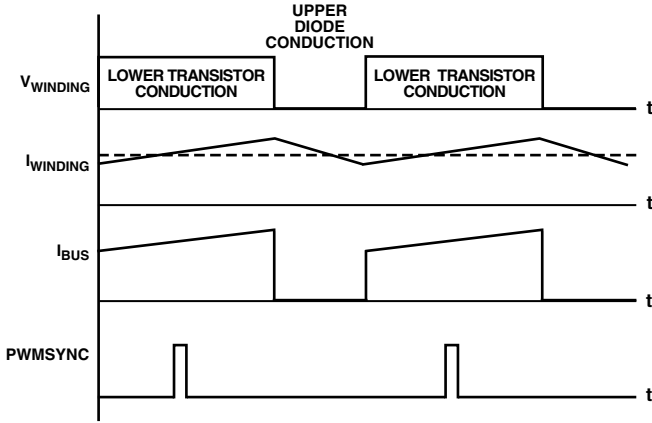 UPPER
DIODE
CONDUCTION
VWINDING
LOWER TRANSISTOR
CONDUCTION
LOWER TRANSISTOR
CONDUCTION
t
IWINDING
t
IBUS
t
PWMSYNC
t